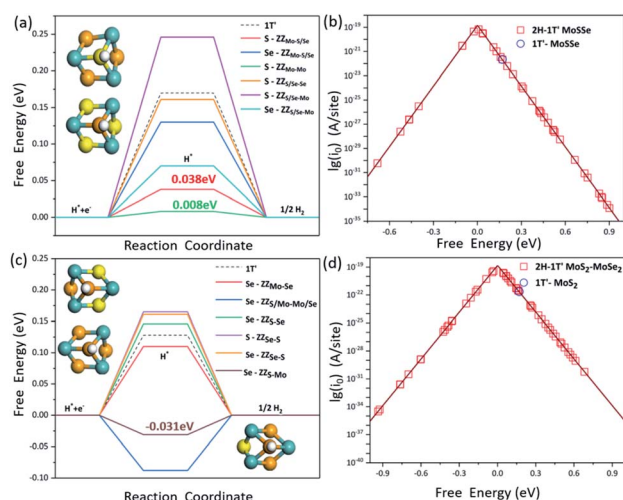 (a)
1T'
S - ZZMo-S/Se
Se - ZZMo-S/Se
S - ZZMo-Mo
S - ZZS/Se-Se
S - ZZS/Se-Mo
Se - ZZS/Se-Mo
0.25
0.20
0.15
0.10
0.05
0.00
Free Energy (eV)
H*
0.038eV
0.008eV
H⁺+e⁻
1/2 H₂
Reaction Coordinate
(b)
2H-1T' MoSSe
1T'- MoSSe
10⁻¹⁹
10⁻²¹
10⁻²³
10⁻²⁵
10⁻²⁷
10⁻²⁹
10⁻³¹
10⁻³³
10⁻³⁵
lg(i₀) (A/site)
-0.6 -0.3 0.0 0.3 0.6 0.9
Free Energy (eV)
(c)
1T'
Se - ZZMo-Se
Se - ZZS/Mo-Mo/Se
Se - ZZS-Se
S - ZZSe-S
Se - ZZSe-S
Se - ZZS-Mo
0.25
0.20
0.15
0.10
0.05
0.00
-0.05
-0.10
Free Energy (eV)
H*
H⁺+e⁻
1/2 H₂
-0.031eV
Reaction Coordinate
(d)
2H-1T' MoS₂-MoSe₂
1T'- MoS₂
10⁻¹⁹
10⁻²²
10⁻²⁵
10⁻²⁸
10⁻³¹
10⁻³⁴
10⁻³⁷
10⁻⁴⁰
lg(i₀) (A/site)
-0.9 -0.6 -0.3 0.0 0.3 0.6 0.9
Free Energy (eV)